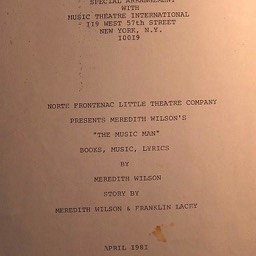 SPECIAL ARRANGEMENT
WITH
MUSIC THEATRE INTERNATIONAL
119 WEST 57th STREET
NEW YORK, N.Y.
10019
NORTH FRONTENAC LITTLE THEATRE COMPANY
PRESENTS MEREDITH WILSON'S
"THE MUSIC MAN"
BOOKS, MUSIC, LYRICS
BY
MEREDITH WILSON
STORY BY
MEREDITH WILSON & FRANKLIN LACEY
APRIL 1981